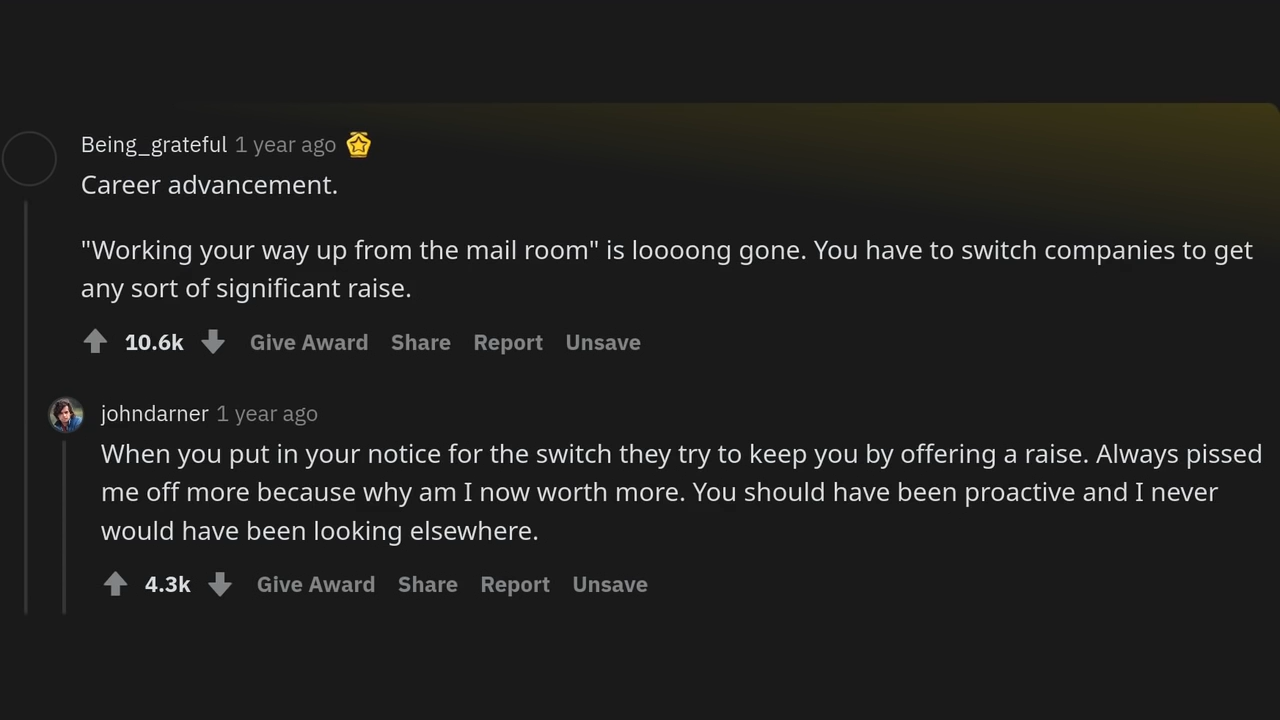 Being_grateful 1 year ago
Career advancement.
"Working your way up from the mail room" is loooong gone. You have to switch companies to get
any sort of significant raise.
10.6k Give Award Share Report Unsave
johndarner 1 year ago
When you put in your notice for the switch they try to keep you by offering a raise. Always pissed
me off more because why am I now worth more. You should have been proactive and I never
would have been looking elsewhere.
4.3k Give Award Share Report Unsave